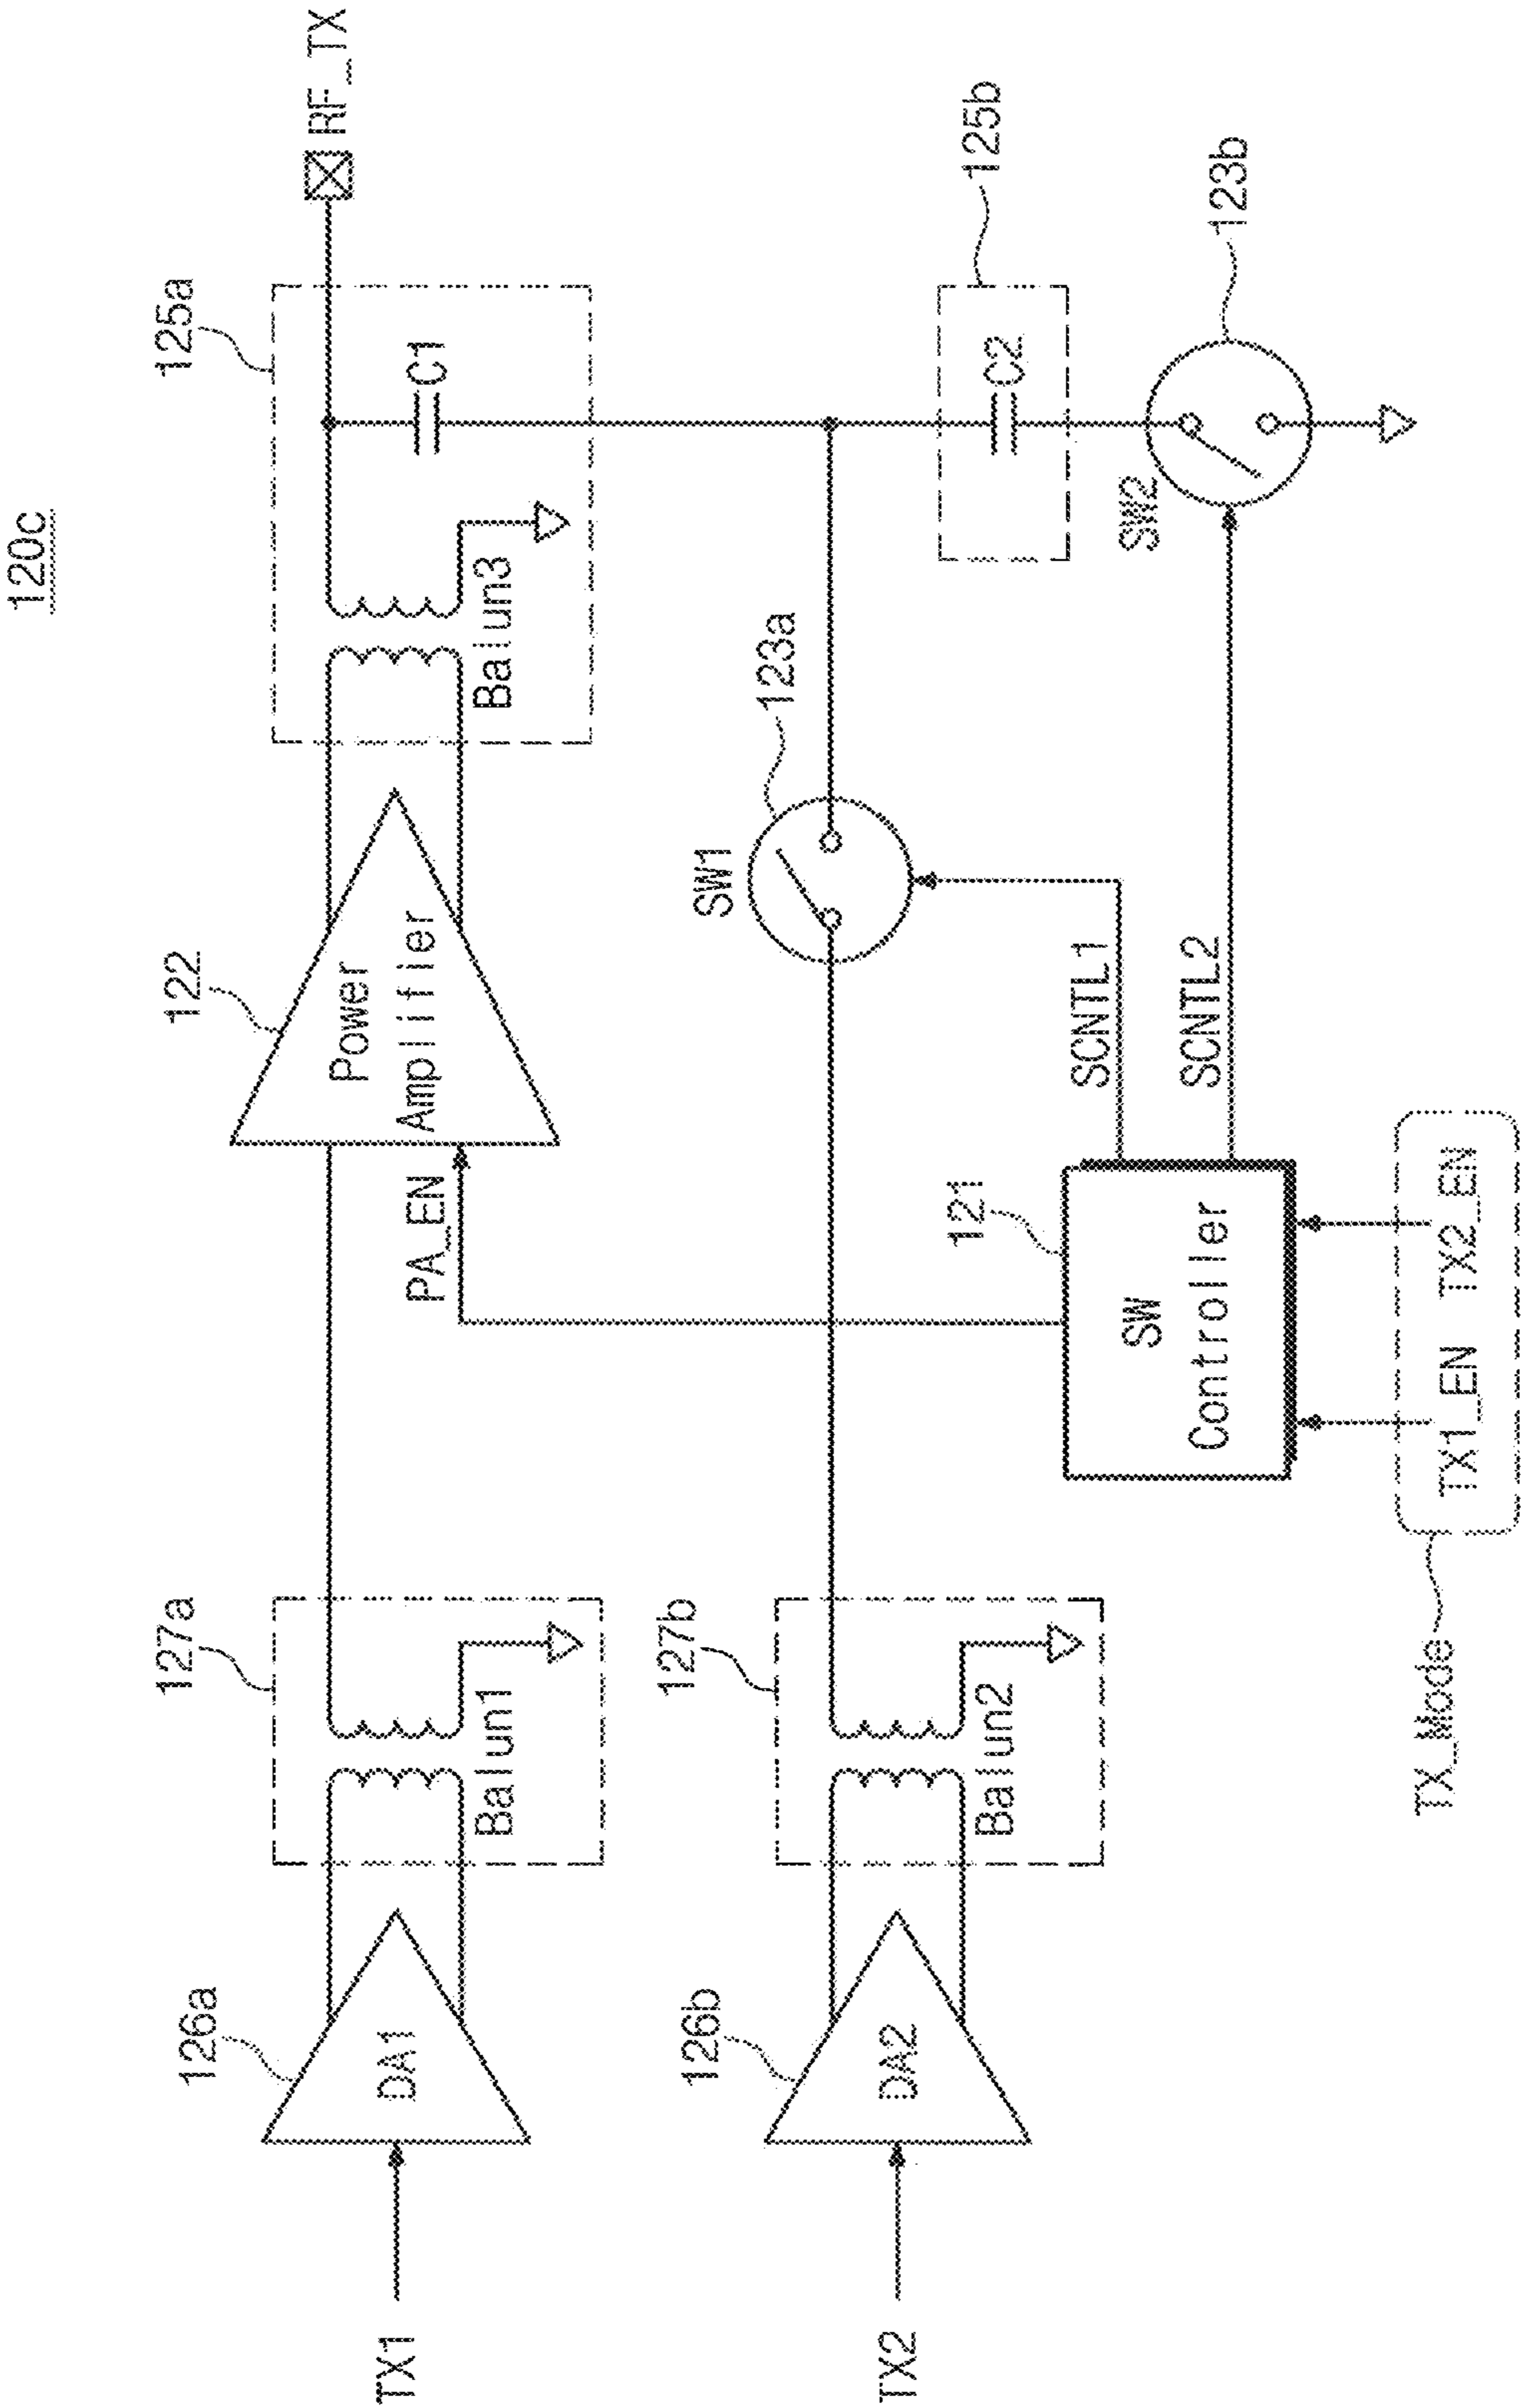 120c
125a
RF_TX
122
127a
126a
C1
Power
Amplifier
Balun3
PA_EN
Balun1
DA1
TX1
123a
SW1
127b
126b
125b
C2
Balun2
DA2
TX2
123b
SW2
SCNTL1
SCNTL2
121
SW
Controller
TX1_EN
TX2_EN
TX_Mode